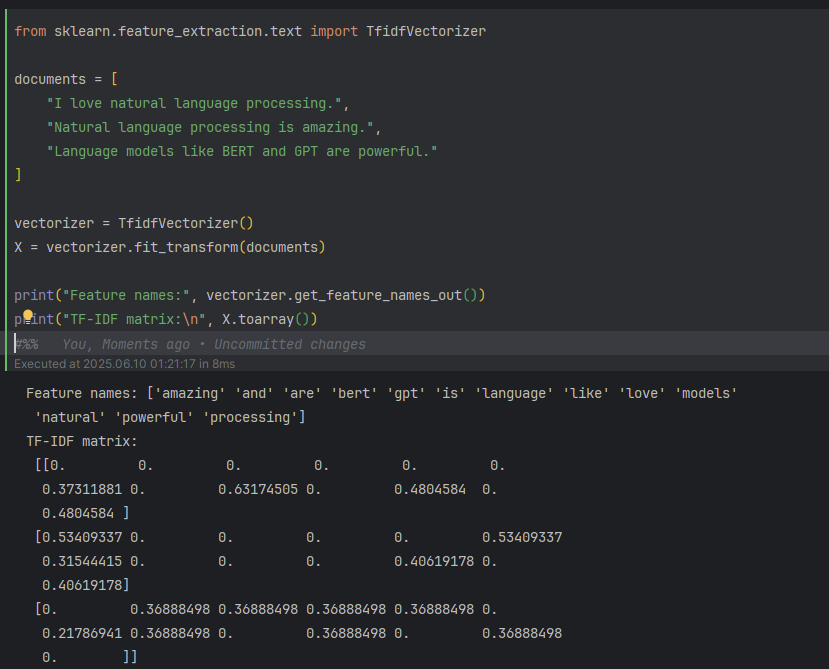 from sklearn.feature_extraction.text import TfidfVectorizer
documents = [
"I love natural language processing.",
"Natural language processing is amazing.",
"Language models like BERT and GPT are powerful."
]
vectorizer = TfidfVectorizer()
X = vectorizer.fit_transform(documents)
print("Feature names:", vectorizer.get_feature_names_out())
print("TF-IDF matrix:\n", X.toarray())
#%% You, Moments ago • Uncommitted changes
Executed at 2025.06.10 01:21:17 in 8ms
Feature names: ['amazing' 'and' 'are' 'bert' 'gpt' 'is' 'language' 'like' 'love' 'models'
'natural' 'powerful' 'processing']
TF-IDF matrix:
[[0. 0. 0. 0. 0. 0.
0.37311881 0. 0.63174505 0. 0.4804584 0.
0.4804584 ]
[0.53409337 0. 0. 0. 0. 0.53409337
0.31544415 0. 0. 0. 0.40619178 0.
0.40619178]
[0. 0.36888498 0.36888498 0.36888498 0.36888498 0.
0.21786941 0.36888498 0. 0.36888498 0. 0.36888498
0. ]]